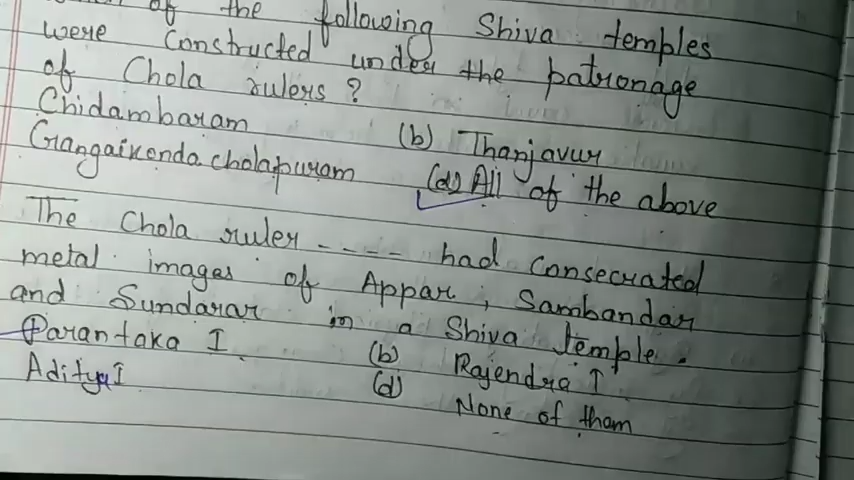 of the following Shiva temples
were constructed under the patronage
of Chola rulers ?
Chidambaram (b) Thanjavur
Gangaikonda cholapuram (d) All of the above
The Chola ruler ---- had consecrated
metal images of Appar, Sambandar
and Sundarar in a Shiva temple.
Parantaka I (b) Rajendra I
Aditya I (d) None of tham